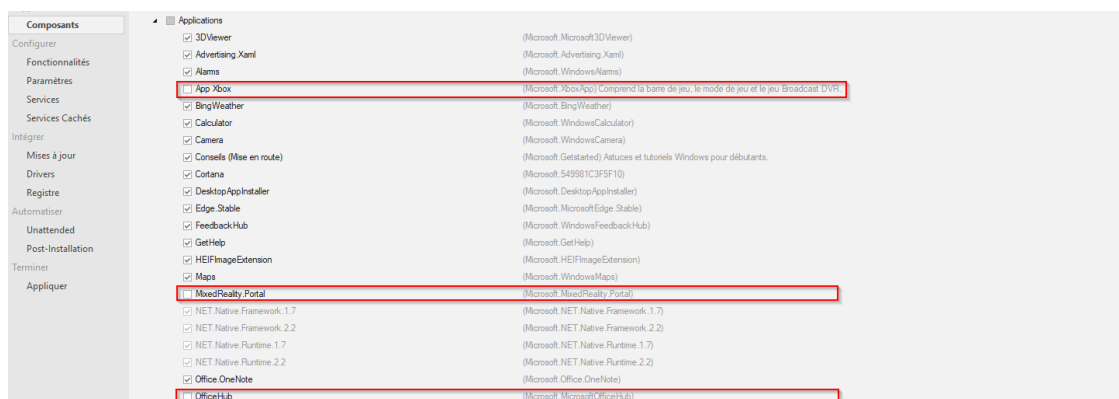 Composants
Configurer
Fonctionnalités
Paramètres
Services
Services Cachés
Intégrer
Mises à jour
Drivers
Registre
Automatiser
Unattended
Post-Installation
Terminer
Appliquer
Applications
3DViewer (Microsoft.Microsoft3DViewer)
Advertising.Xaml (Microsoft.Advertising.Xaml)
Alarms (Microsoft.WindowsAlarms)
App Xbox (Microsoft.XboxApp) Comprend la barre de jeu, le mode de jeu et le jeu Broadcast DVR.
BingWeather (Microsoft.BingWeather)
Calculator (Microsoft.WindowsCalculator)
Camera (Microsoft.WindowsCamera)
Conseils (Mise en route) (Microsoft.Getstarted) Astuces et tutoriels Windows pour débutants.
Cortana (Microsoft.549981C3F5F10)
DesktopAppInstaller (Microsoft.DesktopAppInstaller)
Edge.Stable (Microsoft.MicrosoftEdge.Stable)
FeedbackHub (Microsoft.WindowsFeedbackHub)
GetHelp (Microsoft.GetHelp)
HEIFImageExtension (Microsoft.HEIFImageExtension)
Maps (Microsoft.WindowsMaps)
MixedReality.Portal (Microsoft.MixedReality.Portal)
NET.Native.Framework.1.7 (Microsoft.NET.Native.Framework.1.7)
NET.Native.Framework.2.2 (Microsoft.NET.Native.Framework.2.2)
NET.Native.Runtime.1.7 (Microsoft.NET.Native.Runtime.1.7)
NET.Native.Runtime.2.2 (Microsoft.NET.Native.Runtime.2.2)
Office.OneNote (Microsoft.Office.OneNote)
OfficeHub (Microsoft.MicrosoftOfficeHub)